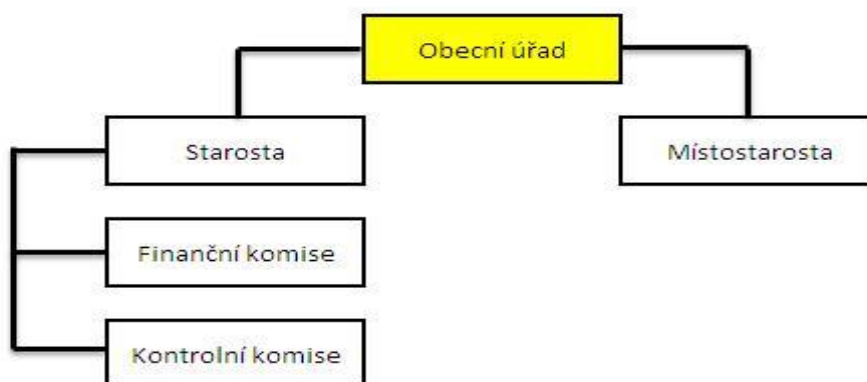 Obecní úřad
Starosta
Místostarosta
Finanční komise
Kontrolní komise